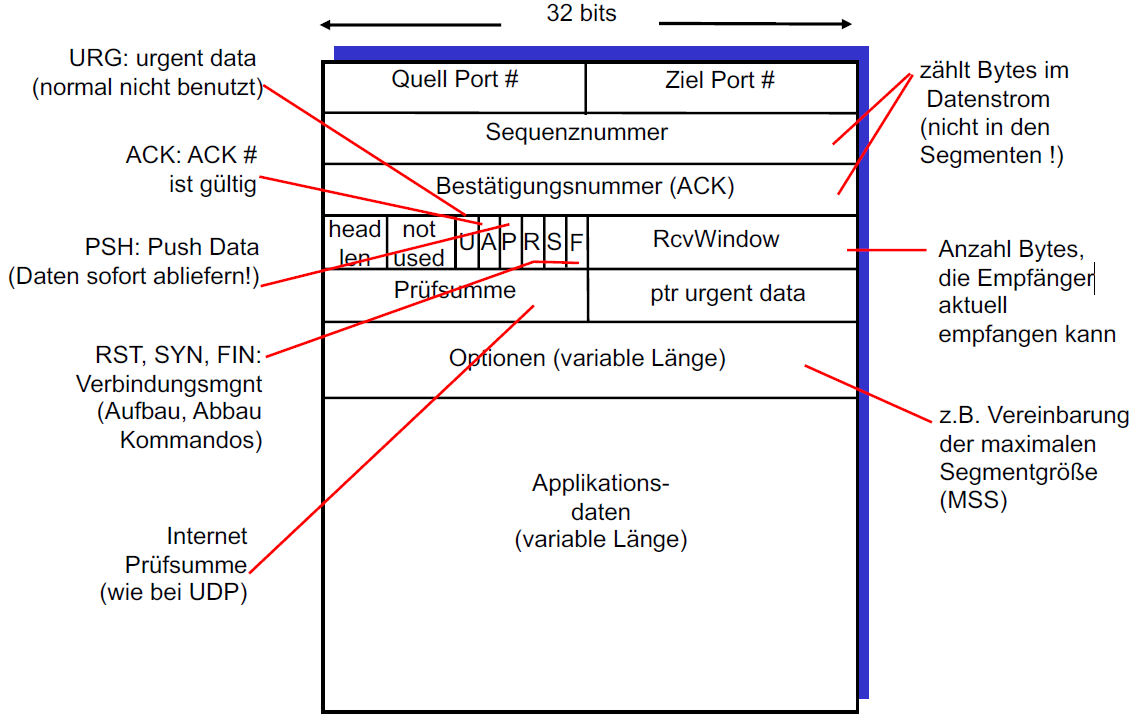 32 bits
URG: urgent data
(normal nicht benutzt)
ACK: ACK #
ist gültig
PSH: Push Data
(Daten sofort abliefern!)
RST, SYN, FIN:
Verbindungsmgnt
(Aufbau, Abbau
Kommandos)
Internet
Prüfsumme
(wie bei UDP)
Quell Port #
Ziel Port #
Sequenznummer
Bestätigungsnummer (ACK)
head
len
not
used
U A P R S F
RcvWindow
Prüfsumme
ptr urgent data
Optionen (variable Länge)
Applikations-
daten
(variable Länge)
zählt Bytes im
Datenstrom
(nicht in den
Segmenten !)
Anzahl Bytes,
die Empfänger
aktuell
empfangen kann
z.B. Vereinbarung
der maximalen
Segmentgröße
(MSS)